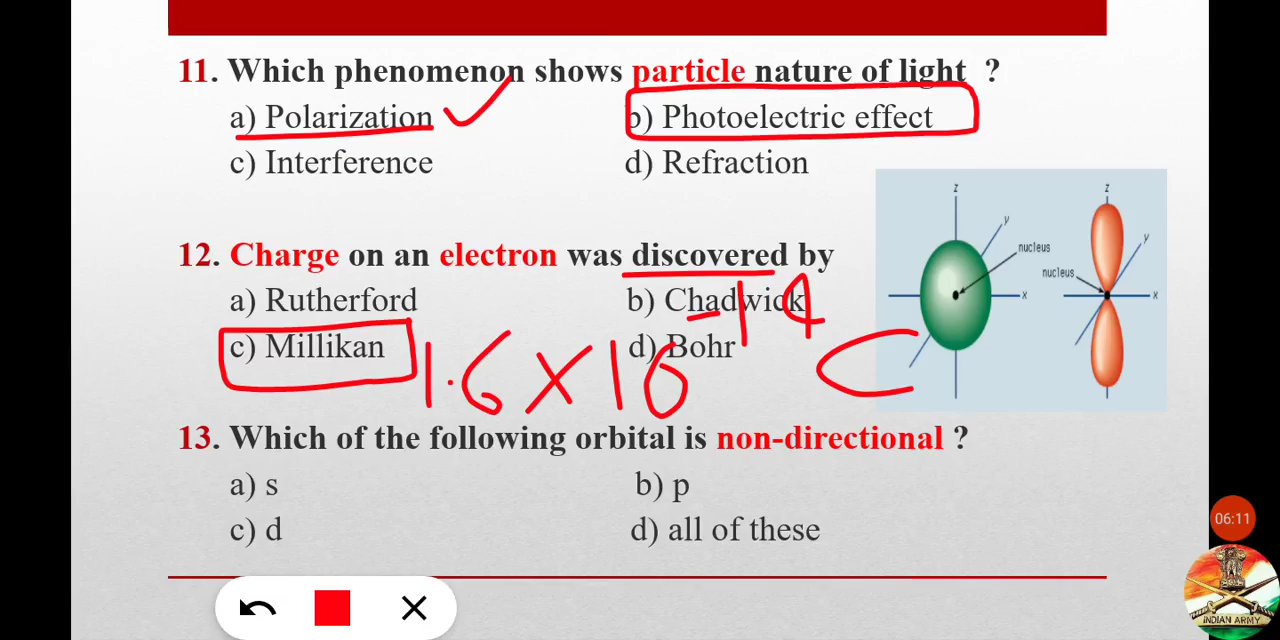 11. Which phenomenon shows particle nature of light ?
a) Polarization b) Photoelectric effect
c) Interference d) Refraction
12. Charge on an electron was discovered by
a) Rutherford b) Chadwick
c) Millikan d) Bohr
1.6 × 10⁻¹⁹ C
z z
y y
nucleus nucleus
x x
13. Which of the following orbital is non-directional ?
a) s b) p
c) d d) all of these
06:11
INDIAN ARMY